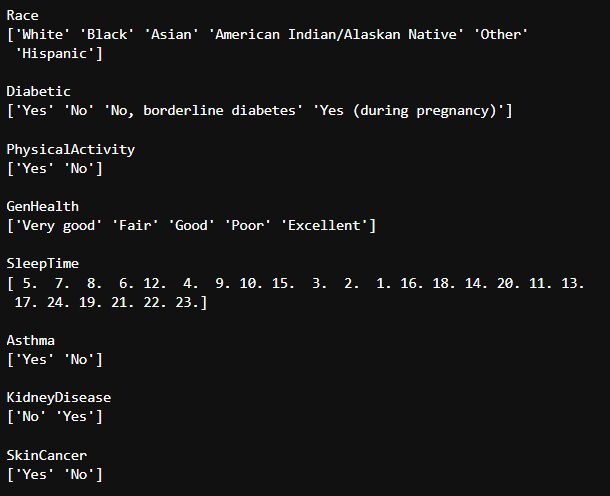 Race
['White' 'Black' 'Asian' 'American Indian/Alaskan Native' 'Other'
 'Hispanic']
Diabetic
['Yes' 'No' 'No, borderline diabetes' 'Yes (during pregnancy)']
PhysicalActivity
['Yes' 'No']
GenHealth
['Very good' 'Fair' 'Good' 'Poor' 'Excellent']
SleepTime
[ 5.  7.  8.  6. 12.  4.  9. 10. 15.  3.  2.  1. 16. 18. 14. 20. 11. 13.
 17. 24. 19. 21. 22. 23.]
Asthma
['Yes' 'No']
KidneyDisease
['No' 'Yes']
SkinCancer
['Yes' 'No']